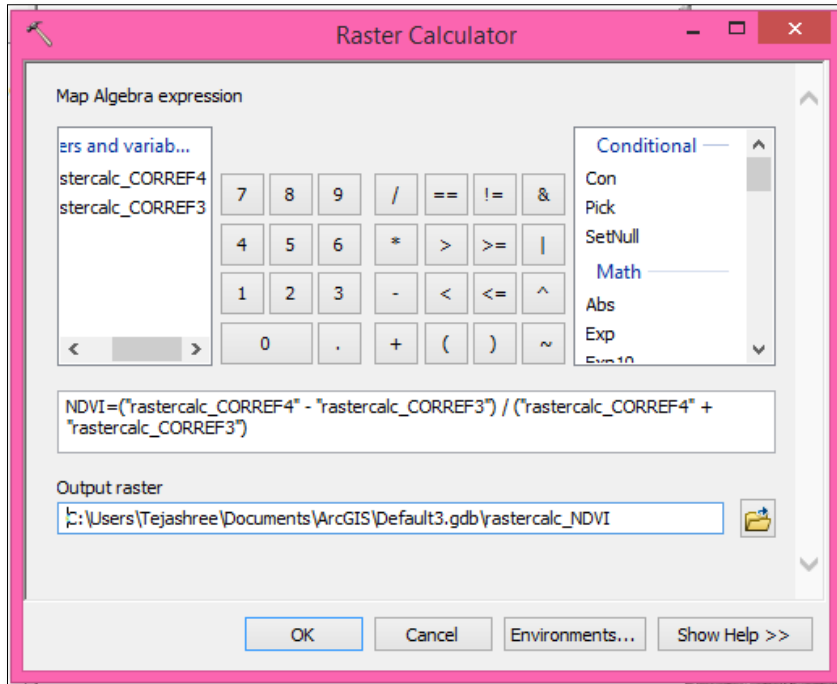 Raster Calculator
Map Algebra expression
ers and variab...
stercalc_CORREF4
stercalc_CORREF3
7 8 9 / == != &
4 5 6 * > >= |
1 2 3 - < <= ^
0 . + ( ) ~
Conditional
Con
Pick
SetNull
Math
Abs
Exp
Exp10
NDVI=("rastercalc_CORREF4" - "rastercalc_CORREF3") / ("rastercalc_CORREF4" +
"rastercalc_CORREF3")
Output raster
C:\Users\Tejashree\Documents\ArcGIS\Default3.gdb\rastercalc_NDVI
OK Cancel Environments... Show Help >>